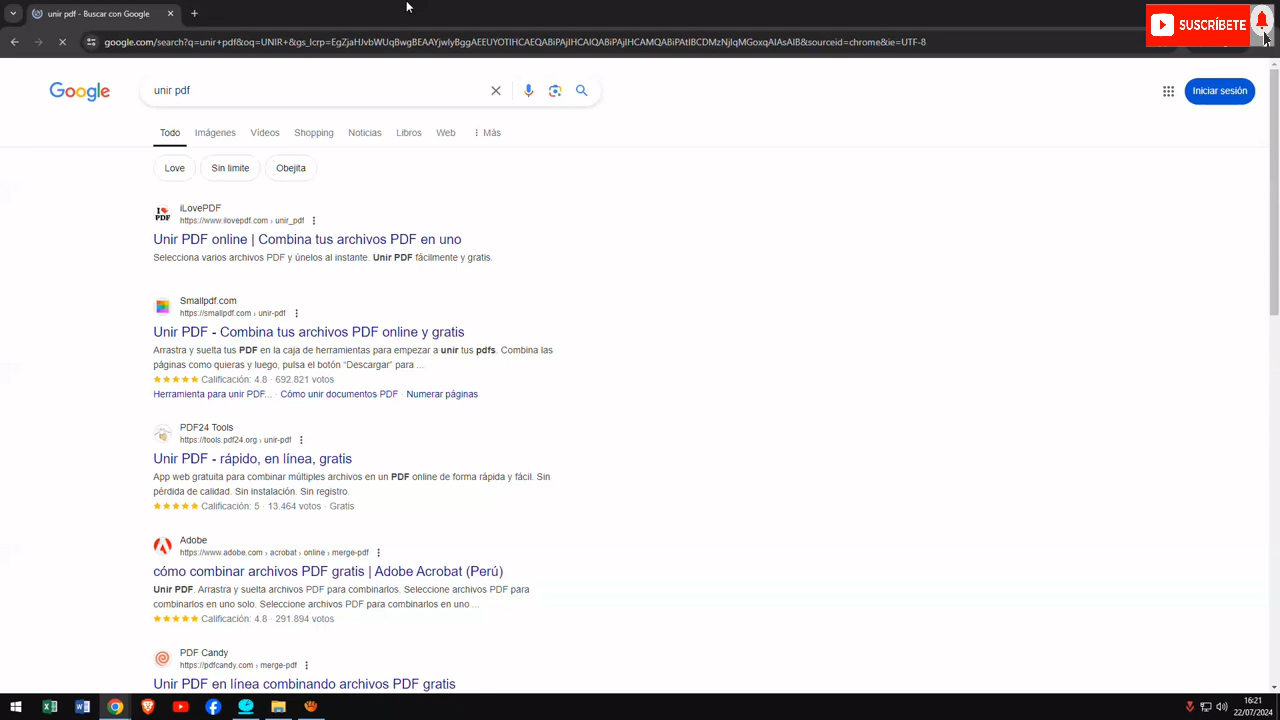 unir pdf - Buscar con Google
SUSCRÍBETE
google.com/search?q=unir+pdf&oq=UNIR+&gs_lcrp=EgZjaHJvbWUqBwgBEAAYjwIyBggAEEUYOTIHCAEQABiPAjIHCAIQABiPAjIHCAMQABiPAtIBCDMzNjlqMGoxqAIAsAIB&sourceid=chrome&ie=UTF-8
Google
unir pdf
Iniciar sesión
Todo Imágenes Vídeos Shopping Noticias Libros Web Más
Love Sin limite Obejita
I PDF
iLovePDF
https://www.ilovepdf.com › unir_pdf
Unir PDF online | Combina tus archivos PDF en uno
Selecciona varios archivos PDF y únelos al instante. Unir PDF fácilmente y gratis.
Smallpdf.com
https://smallpdf.com › unir-pdf
Unir PDF - Combina tus archivos PDF online y gratis
Arrastra y suelta tus PDF en la caja de herramientas para empezar a unir tus pdfs. Combina las
páginas como quieras y luego, pulsa el botón “Descargar” para ...
Calificación: 4.8 · 692.821 votos
Herramienta para unir PDF... · Cómo unir documentos PDF · Numerar páginas
PDF24 Tools
https://tools.pdf24.org › unir-pdf
Unir PDF - rápido, en línea, gratis
App web gratuita para combinar múltiples archivos en un PDF online de forma rápida y fácil. Sin
pérdida de calidad. Sin instalación. Sin registro.
Calificación: 5 · 13.464 votos · Gratis
Adobe
https://www.adobe.com › acrobat › online › merge-pdf
cómo combinar archivos PDF gratis | Adobe Acrobat (Perú)
Unir PDF. Arrastra y suelta archivos PDF para combinarlos. Seleccione archivos PDF para
combinarlos en uno solo. Seleccione archivos PDF para combinarlos en uno ...
Calificación: 4.8 · 291.894 votos
PDF Candy
https://pdfcandy.com › merge-pdf
Unir PDF en línea combinando archivos PDF gratis
16:21
22/07/2024